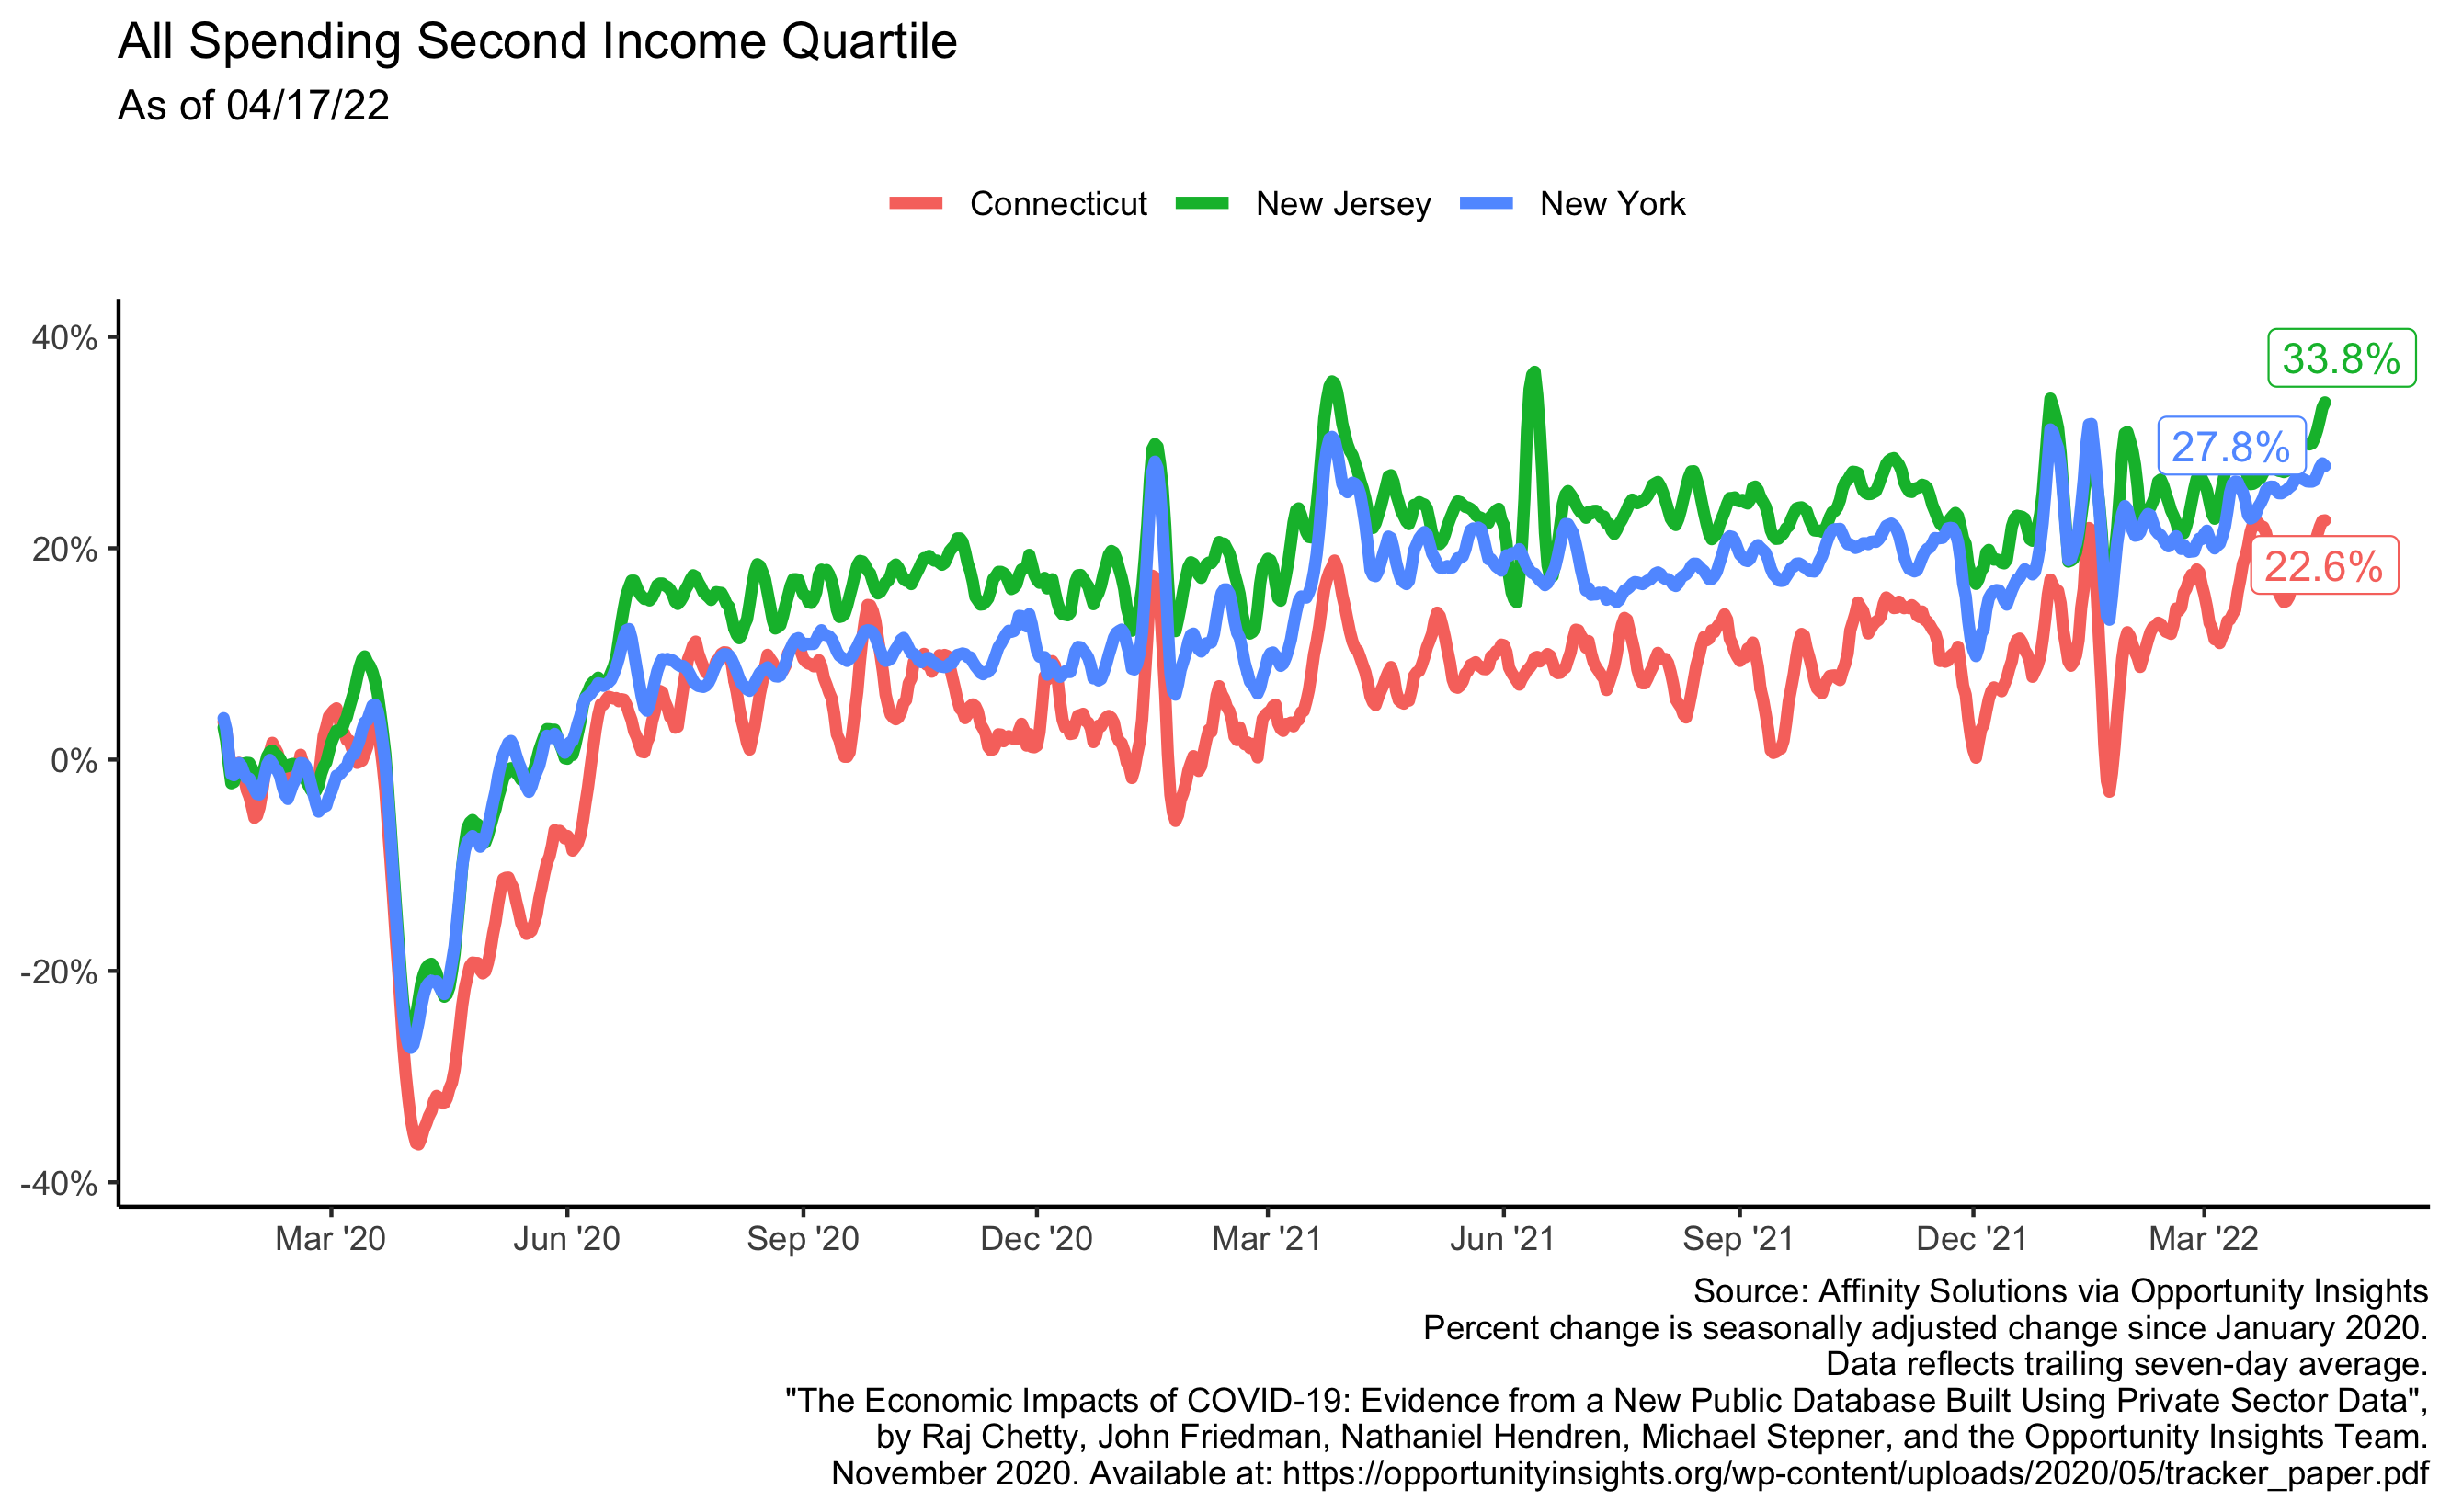 All Spending Second Income Quartile
As of 04/17/22
Connecticut New Jersey New York
40%
20%
0%
-20%
-40%
33.8%
27.8%
22.6%
Mar '20 Jun '20 Sep '20 Dec '20 Mar '21 Jun '21 Sep '21 Dec '21 Mar '22
Source: Affinity Solutions via Opportunity Insights
Percent change is seasonally adjusted change since January 2020.
Data reflects trailing seven-day average.
"The Economic Impacts of COVID-19: Evidence from a New Public Database Built Using Private Sector Data",
by Raj Chetty, John Friedman, Nathaniel Hendren, Michael Stepner, and the Opportunity Insights Team.
November 2020. Available at: https://opportunityinsights.org/wp-content/uploads/2020/05/tracker_paper.pdf